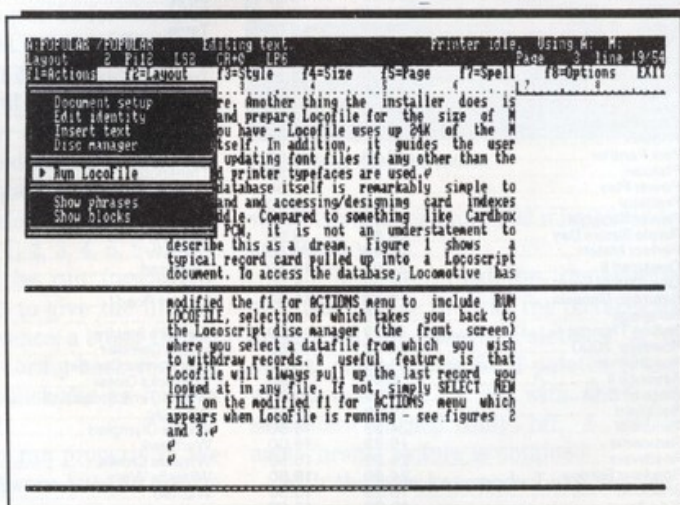 A:POPULAR /POPULAR Editing text. Printer idle. Using A: M:
Layout 2 Pi12 LS2 CR+0 LP6 Page 3 line 19/54
f1=Actions f2=Layout f3=Style f4=Size f5=Page f7=Spell f8=Options EXIT
Document setup
Edit identity
Insert text
Disc manager
Run LocoFile
Show phrases
Show blocks
re. Another thing the installer does is
and prepare Locofile for the size of M
ou have - Locofile uses up 24K of the M
tself. In addition, it guides the user
updating font files if any other than the
d printer typefaces are used.
database itself is remarkably simple to
and and accessing/designing card indexes
ddle. Compared to something like Cardbox
PCW, it is not an understatement to
describe this as a dream. Figure 1 shows a
typical record card pulled up into a Locoscript
document. To access the database, Locomotive has
modified the f1 for ACTIONS menu to include RUN
LOCOFILE, selection of which takes you back to
the Locoscript disc manager (the front screen)
where you select a datafile from which you wish
to withdraw records. A useful feature is that
LocoFile will always pull up the last record you
looked at in any file. If not, simply SELECT NEW
FILE on the modified f1 for ACTIONS menu which
appears when LocoFile is running - see figures 2
and 3.